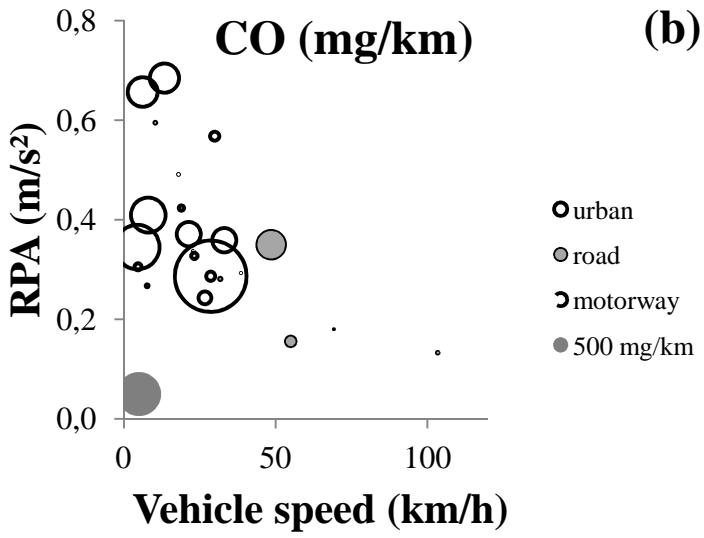 CO (mg/km)
(b)
0,8
0,6
0,4
0,2
0,0
RPA (m/s²)
0
50
100
Vehicle speed (km/h)
urban
road
motorway
500 mg/km